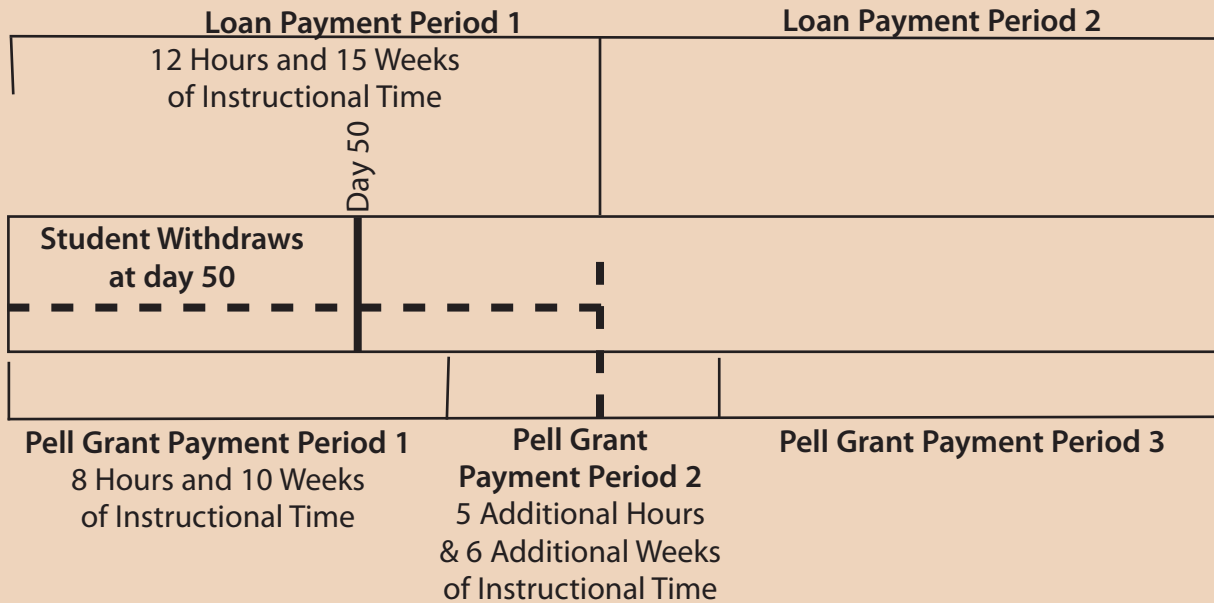 Loan Payment Period 1
12 Hours and 15 Weeks
of Instructional Time
Loan Payment Period 2
Day 50
Student Withdraws
at day 50
Pell Grant Payment Period 1
8 Hours and 10 Weeks
of Instructional Time
Pell Grant
Payment Period 2
5 Additional Hours
& 6 Additional Weeks
of Instructional Time
Pell Grant Payment Period 3